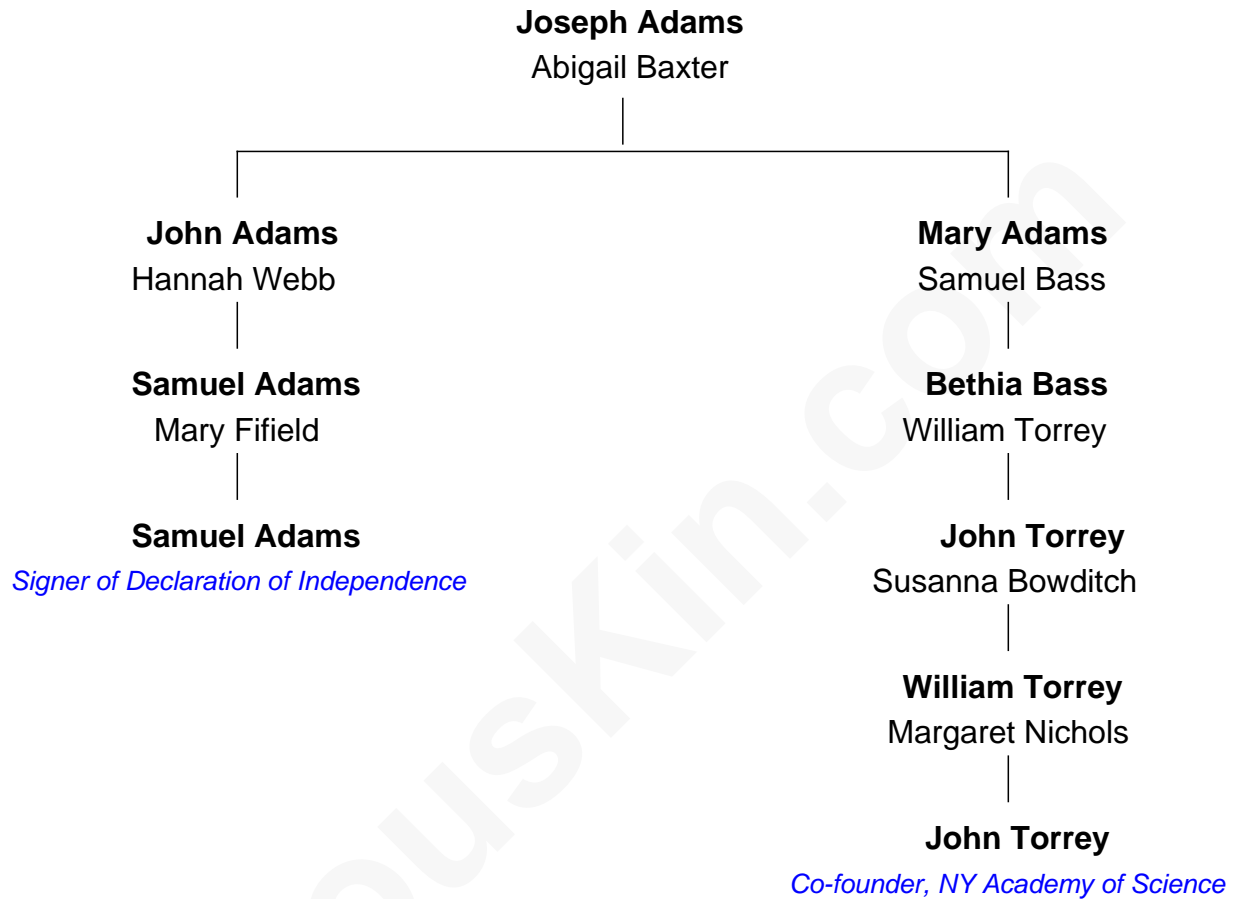 Joseph Adams
Abigail Baxter
John Adams
Hannah Webb
Samuel Adams
Mary Fifield
Samuel Adams
Signer of Declaration of Independence
Mary Adams
Samuel Bass
Bethia Bass
William Torrey
John Torrey
Susanna Bowditch
William Torrey
Margaret Nichols
John Torrey
Co-founder, NY Academy of Science
ousKin.com